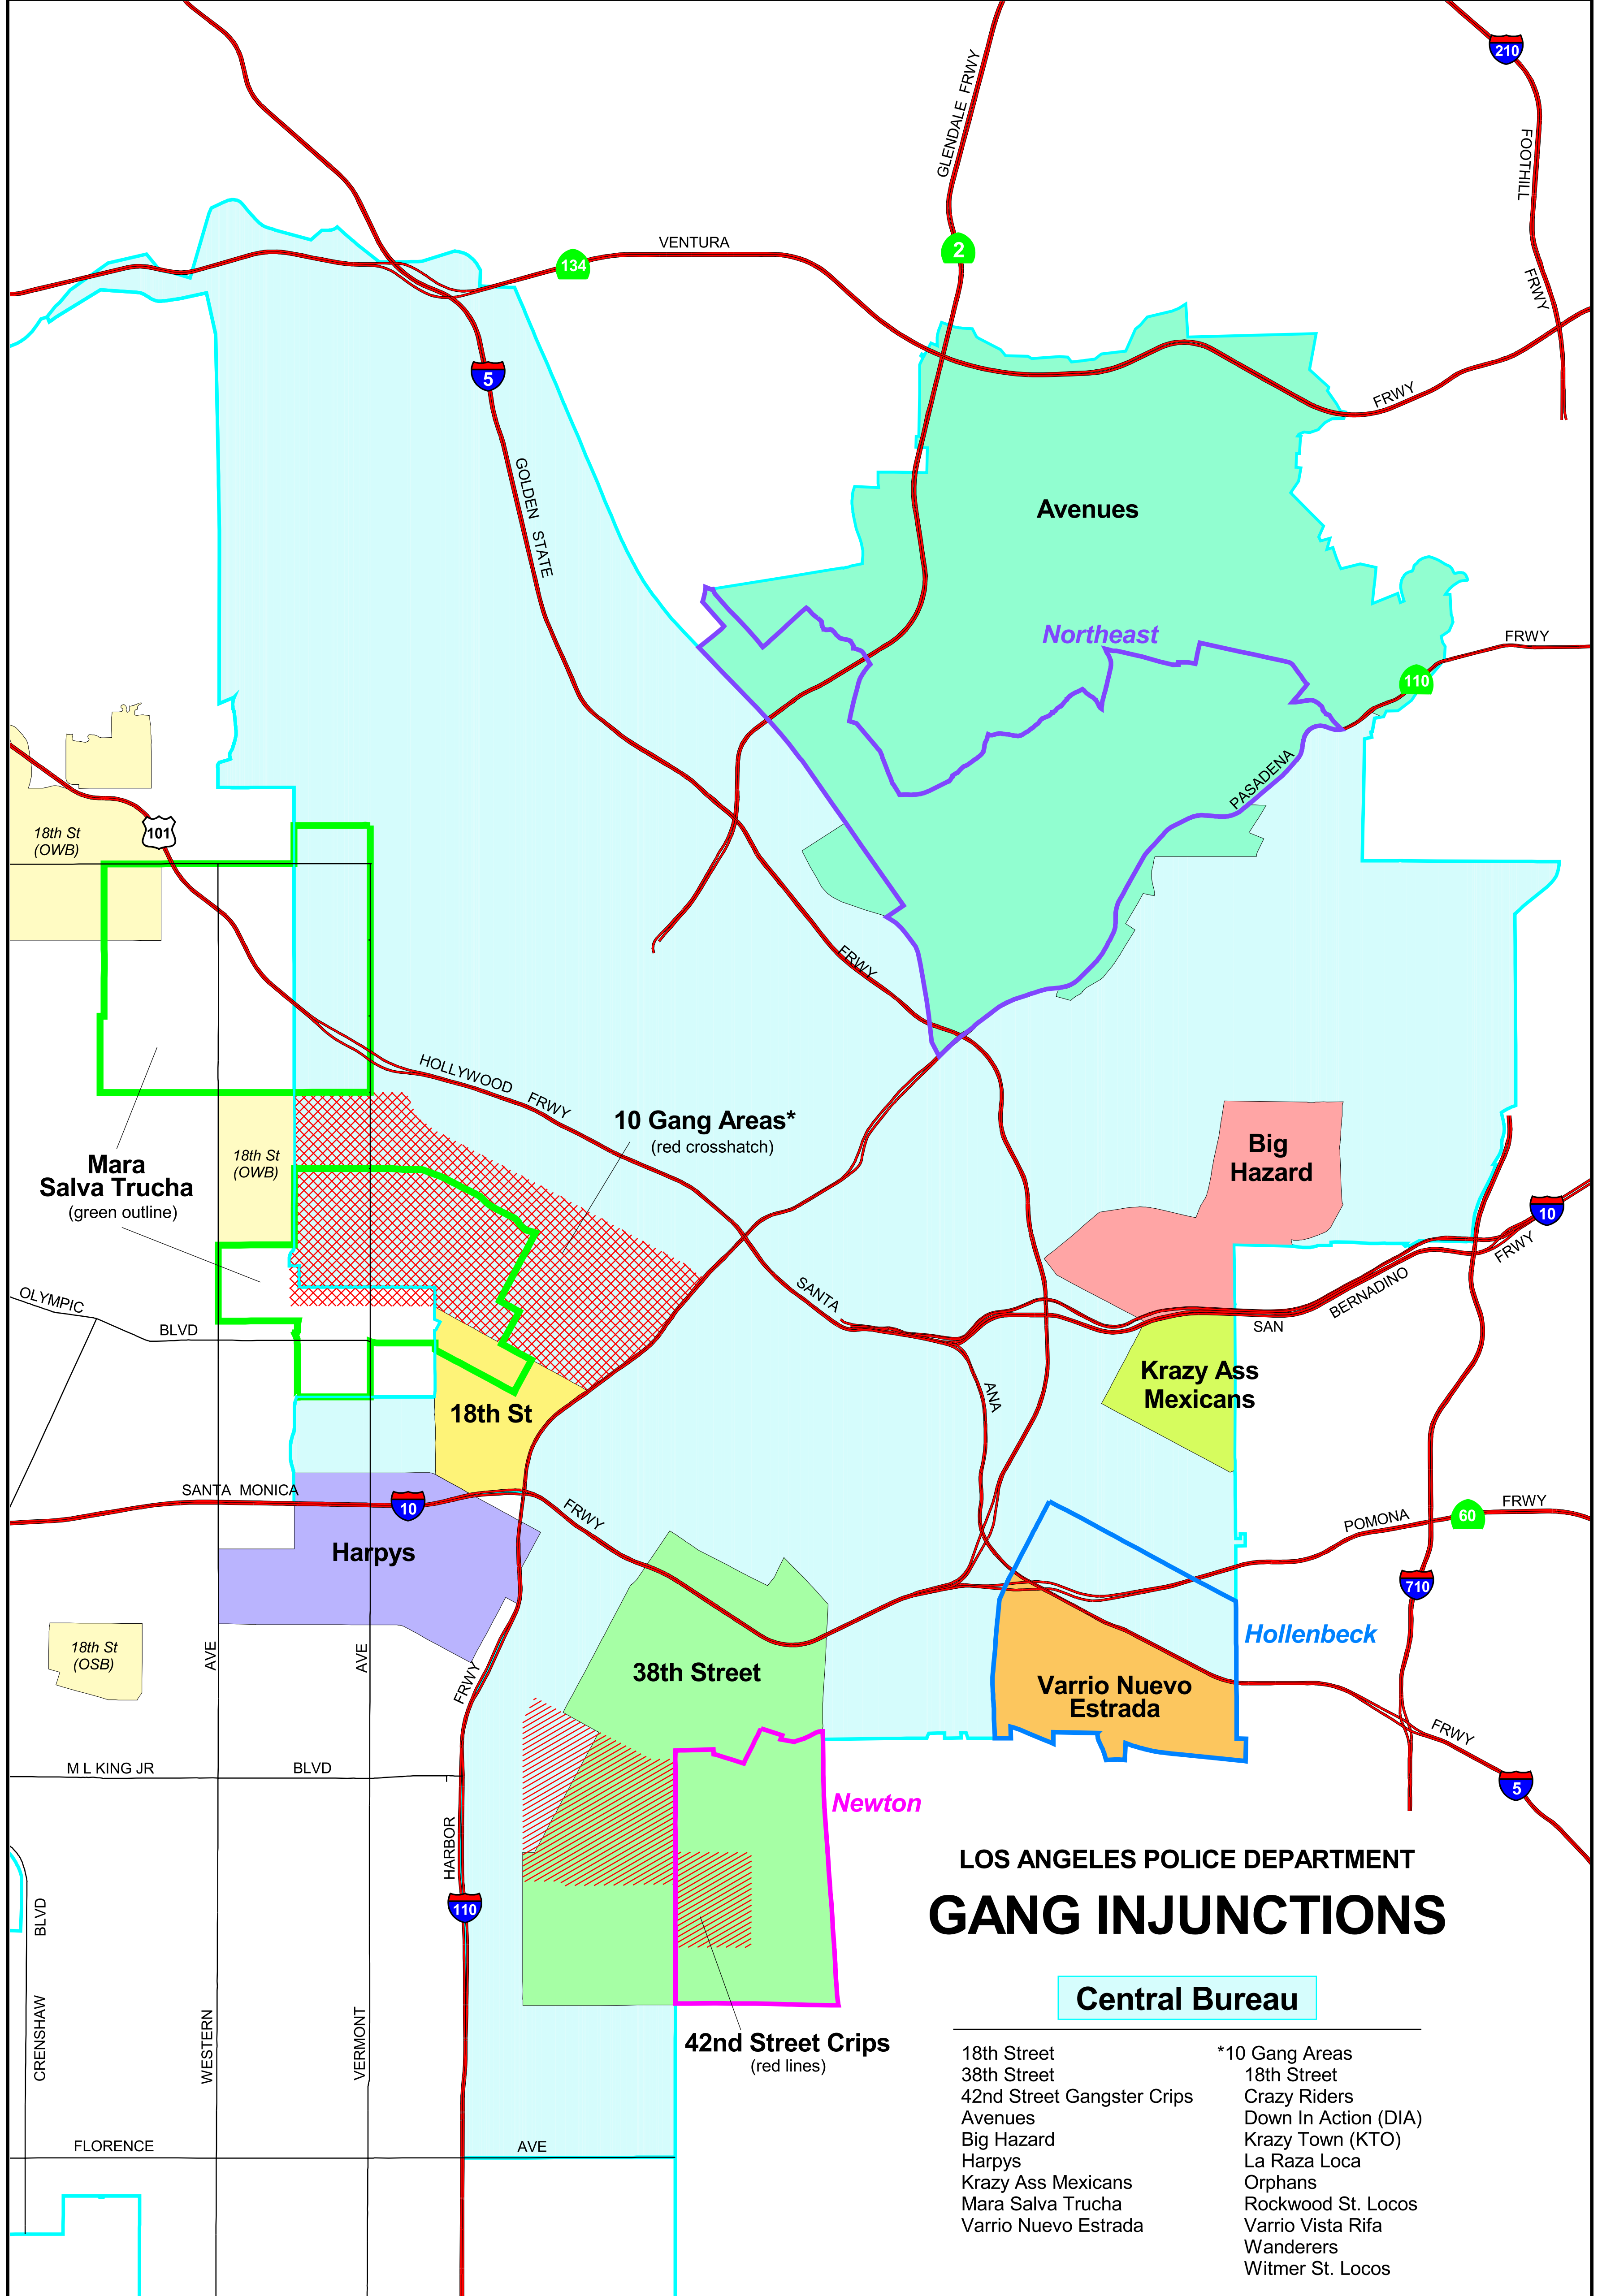 210
GLENDALE FRWY
FOOTHILL
FRWY
VENTURA
134
2
5
FRWY
GOLDEN STATE
Avenues
Northeast
FRWY
110
PASADENA
101
18th St
(OWB)
FRWY
HOLLYWOOD
FRWY
10 Gang Areas*
(red crosshatch)
Big
Hazard
18th St
(OWB)
Mara
Salva Trucha
(green outline)
10
FRWY
BERNADINO
SAN
SANTA
OLYMPIC
BLVD
Krazy Ass
Mexicans
ANA
18th St
SANTA MONICA
10
FRWY
POMONA
60
FRWY
Harpys
710
Hollenbeck
18th St
(OSB)
AVE
AVE
FRWY
38th Street
Varrio Nuevo
Estrada
FRWY
M L KING JR
BLVD
5
Newton
HARBOR
110
BLVD
CRENSHAW
WESTERN
VERMONT
42nd Street Crips
(red lines)
FLORENCE
AVE
LOS ANGELES POLICE DEPARTMENT
GANG INJUNCTIONS
Central Bureau
18th Street
38th Street
42nd Street Gangster Crips
Avenues
Big Hazard
Harpys
Krazy Ass Mexicans
Mara Salva Trucha
Varrio Nuevo Estrada
*10 Gang Areas
18th Street
Crazy Riders
Down In Action (DIA)
Krazy Town (KTO)
La Raza Loca
Orphans
Rockwood St. Locos
Varrio Vista Rifa
Wanderers
Witmer St. Locos